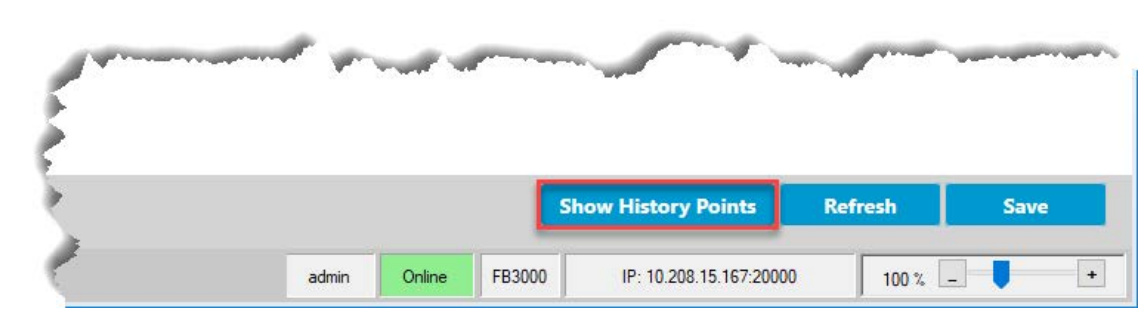 Show History Points Refresh Save
admin Online FB3000 IP: 10.208.15.167:20000 100 % - +